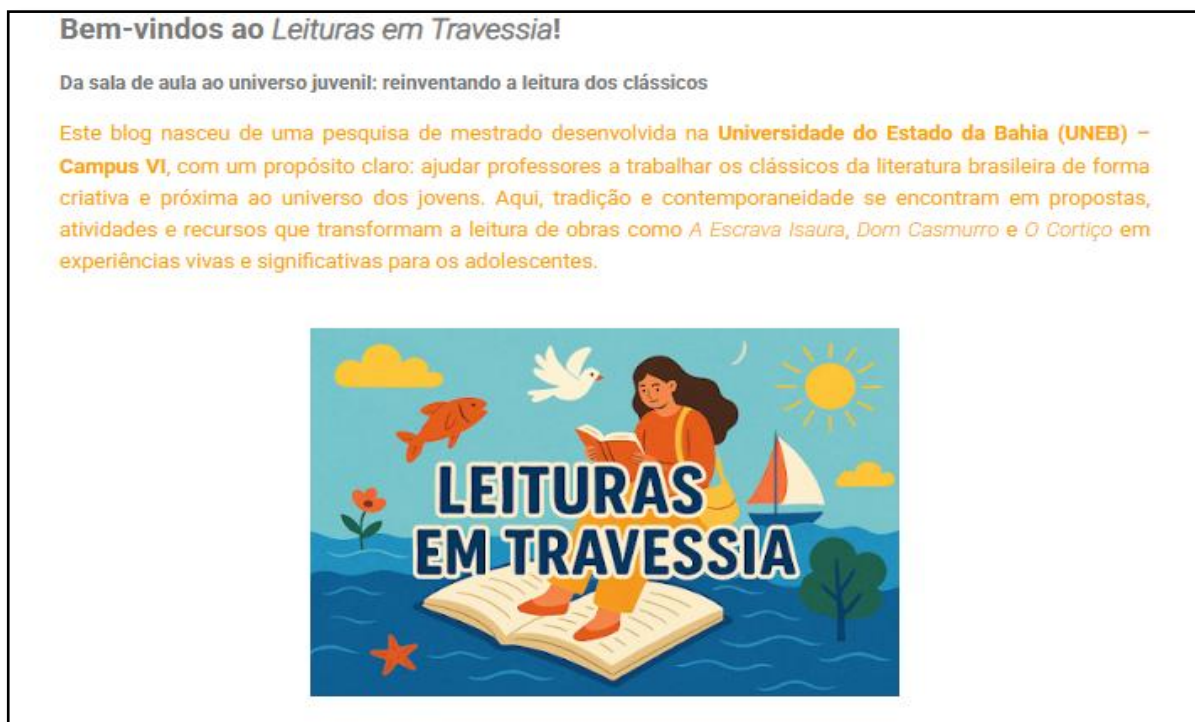 Bem-vindos ao Leituras em Travessia!
Da sala de aula ao universo juvenil: reinventando a leitura dos clássicos
Este blog nasceu de uma pesquisa de mestrado desenvolvida na Universidade do Estado da Bahia (UNEB) –
Campus VI, com um propósito claro: ajudar professores a trabalhar os clássicos da literatura brasileira de forma
criativa e próxima ao universo dos jovens. Aqui, tradição e contemporaneidade se encontram em propostas,
atividades e recursos que transformam a leitura de obras como A Escrava Isaura, Dom Casmurro e O Cortiço em
experiências vivas e significativas para os adolescentes.
LEITURAS
EM TRAVESSIA